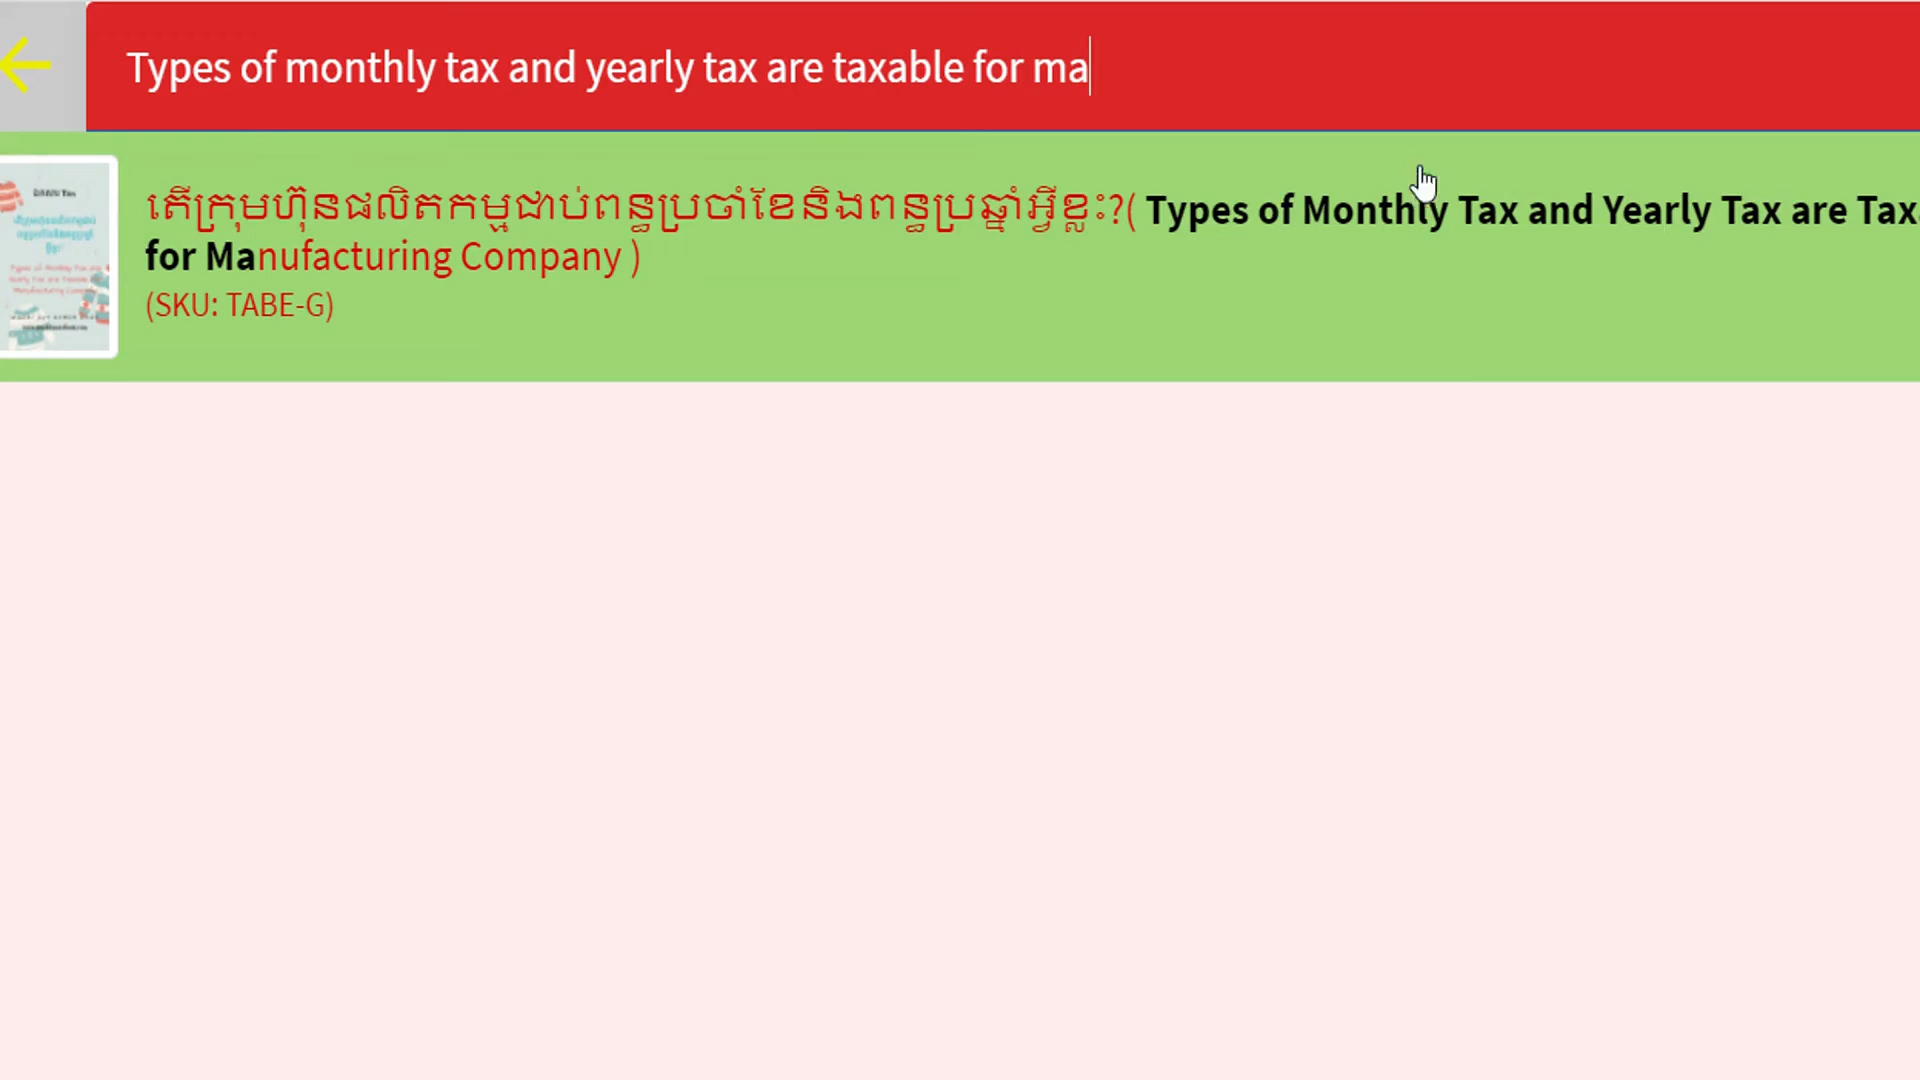 Types of monthly tax and yearly tax are taxable for ma
តើក្រុមហ៊ុនផលិតកម្មជាប់ពន្ធប្រចាំខែនិងពន្ធប្រឆ្នាំអ្វីខ្លះ?( Types of Monthly Tax and Yearly Tax are Tax
for Manufacturing Company )
(SKU: TABE-G)